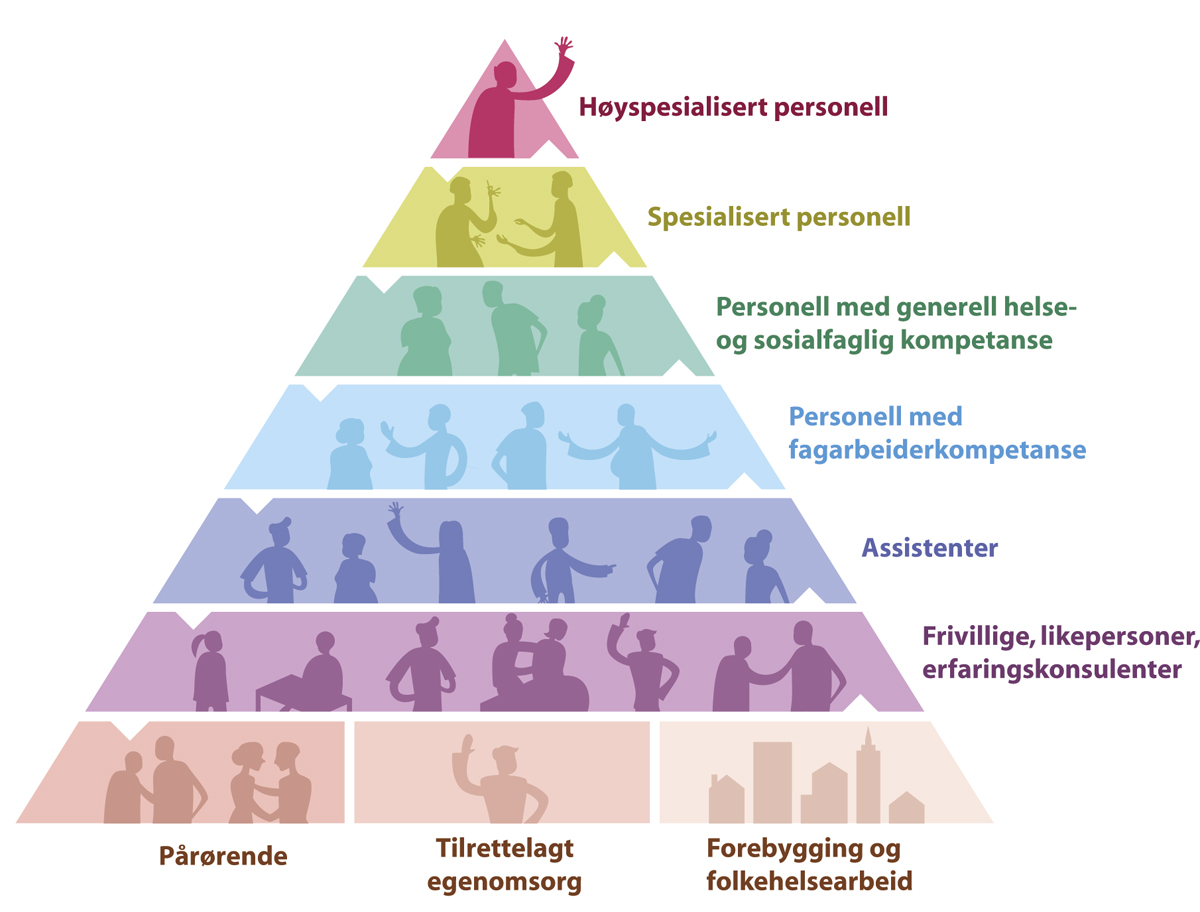 Høyspesialisert personell
Spesialisert personell
Personell med generell helse-
og sosialfaglig kompetanse
Personell med
fagarbeiderkompetanse
Assistenter
Frivillige, likepersoner,
erfaringskonsulenter
Pårørende
Tilrettelagt
egenomsorg
Forebygging og
folkehelsearbeid